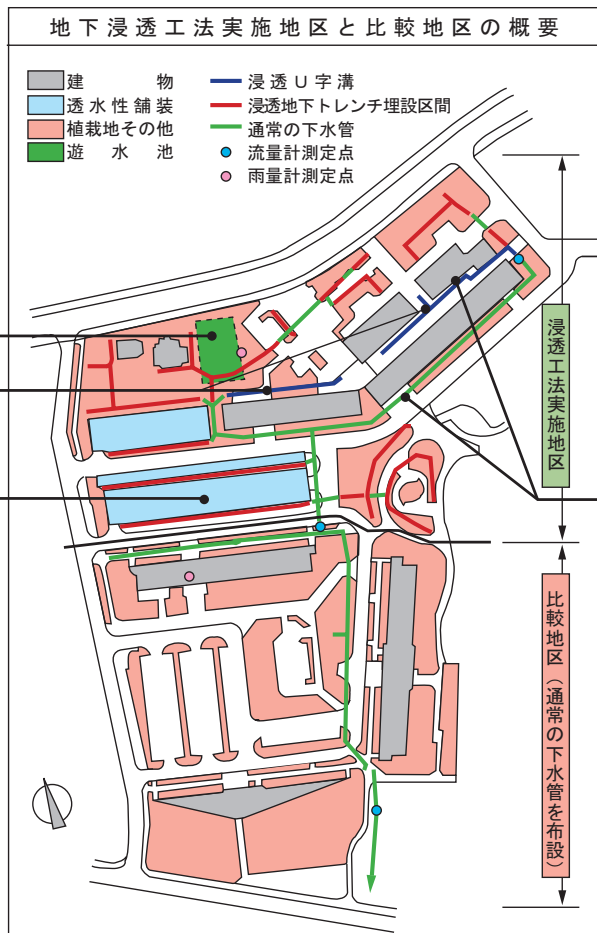 地下浸透工法実施地区と比較地区の概要
建物
透水性舗装
植栽地その他
遊水池
浸透U字溝
浸透地下トレンチ埋設区間
通常の下水管
流量計測定点
雨量計測定点
浸透工法実施地区
比較地区（通常の下水管を布設）